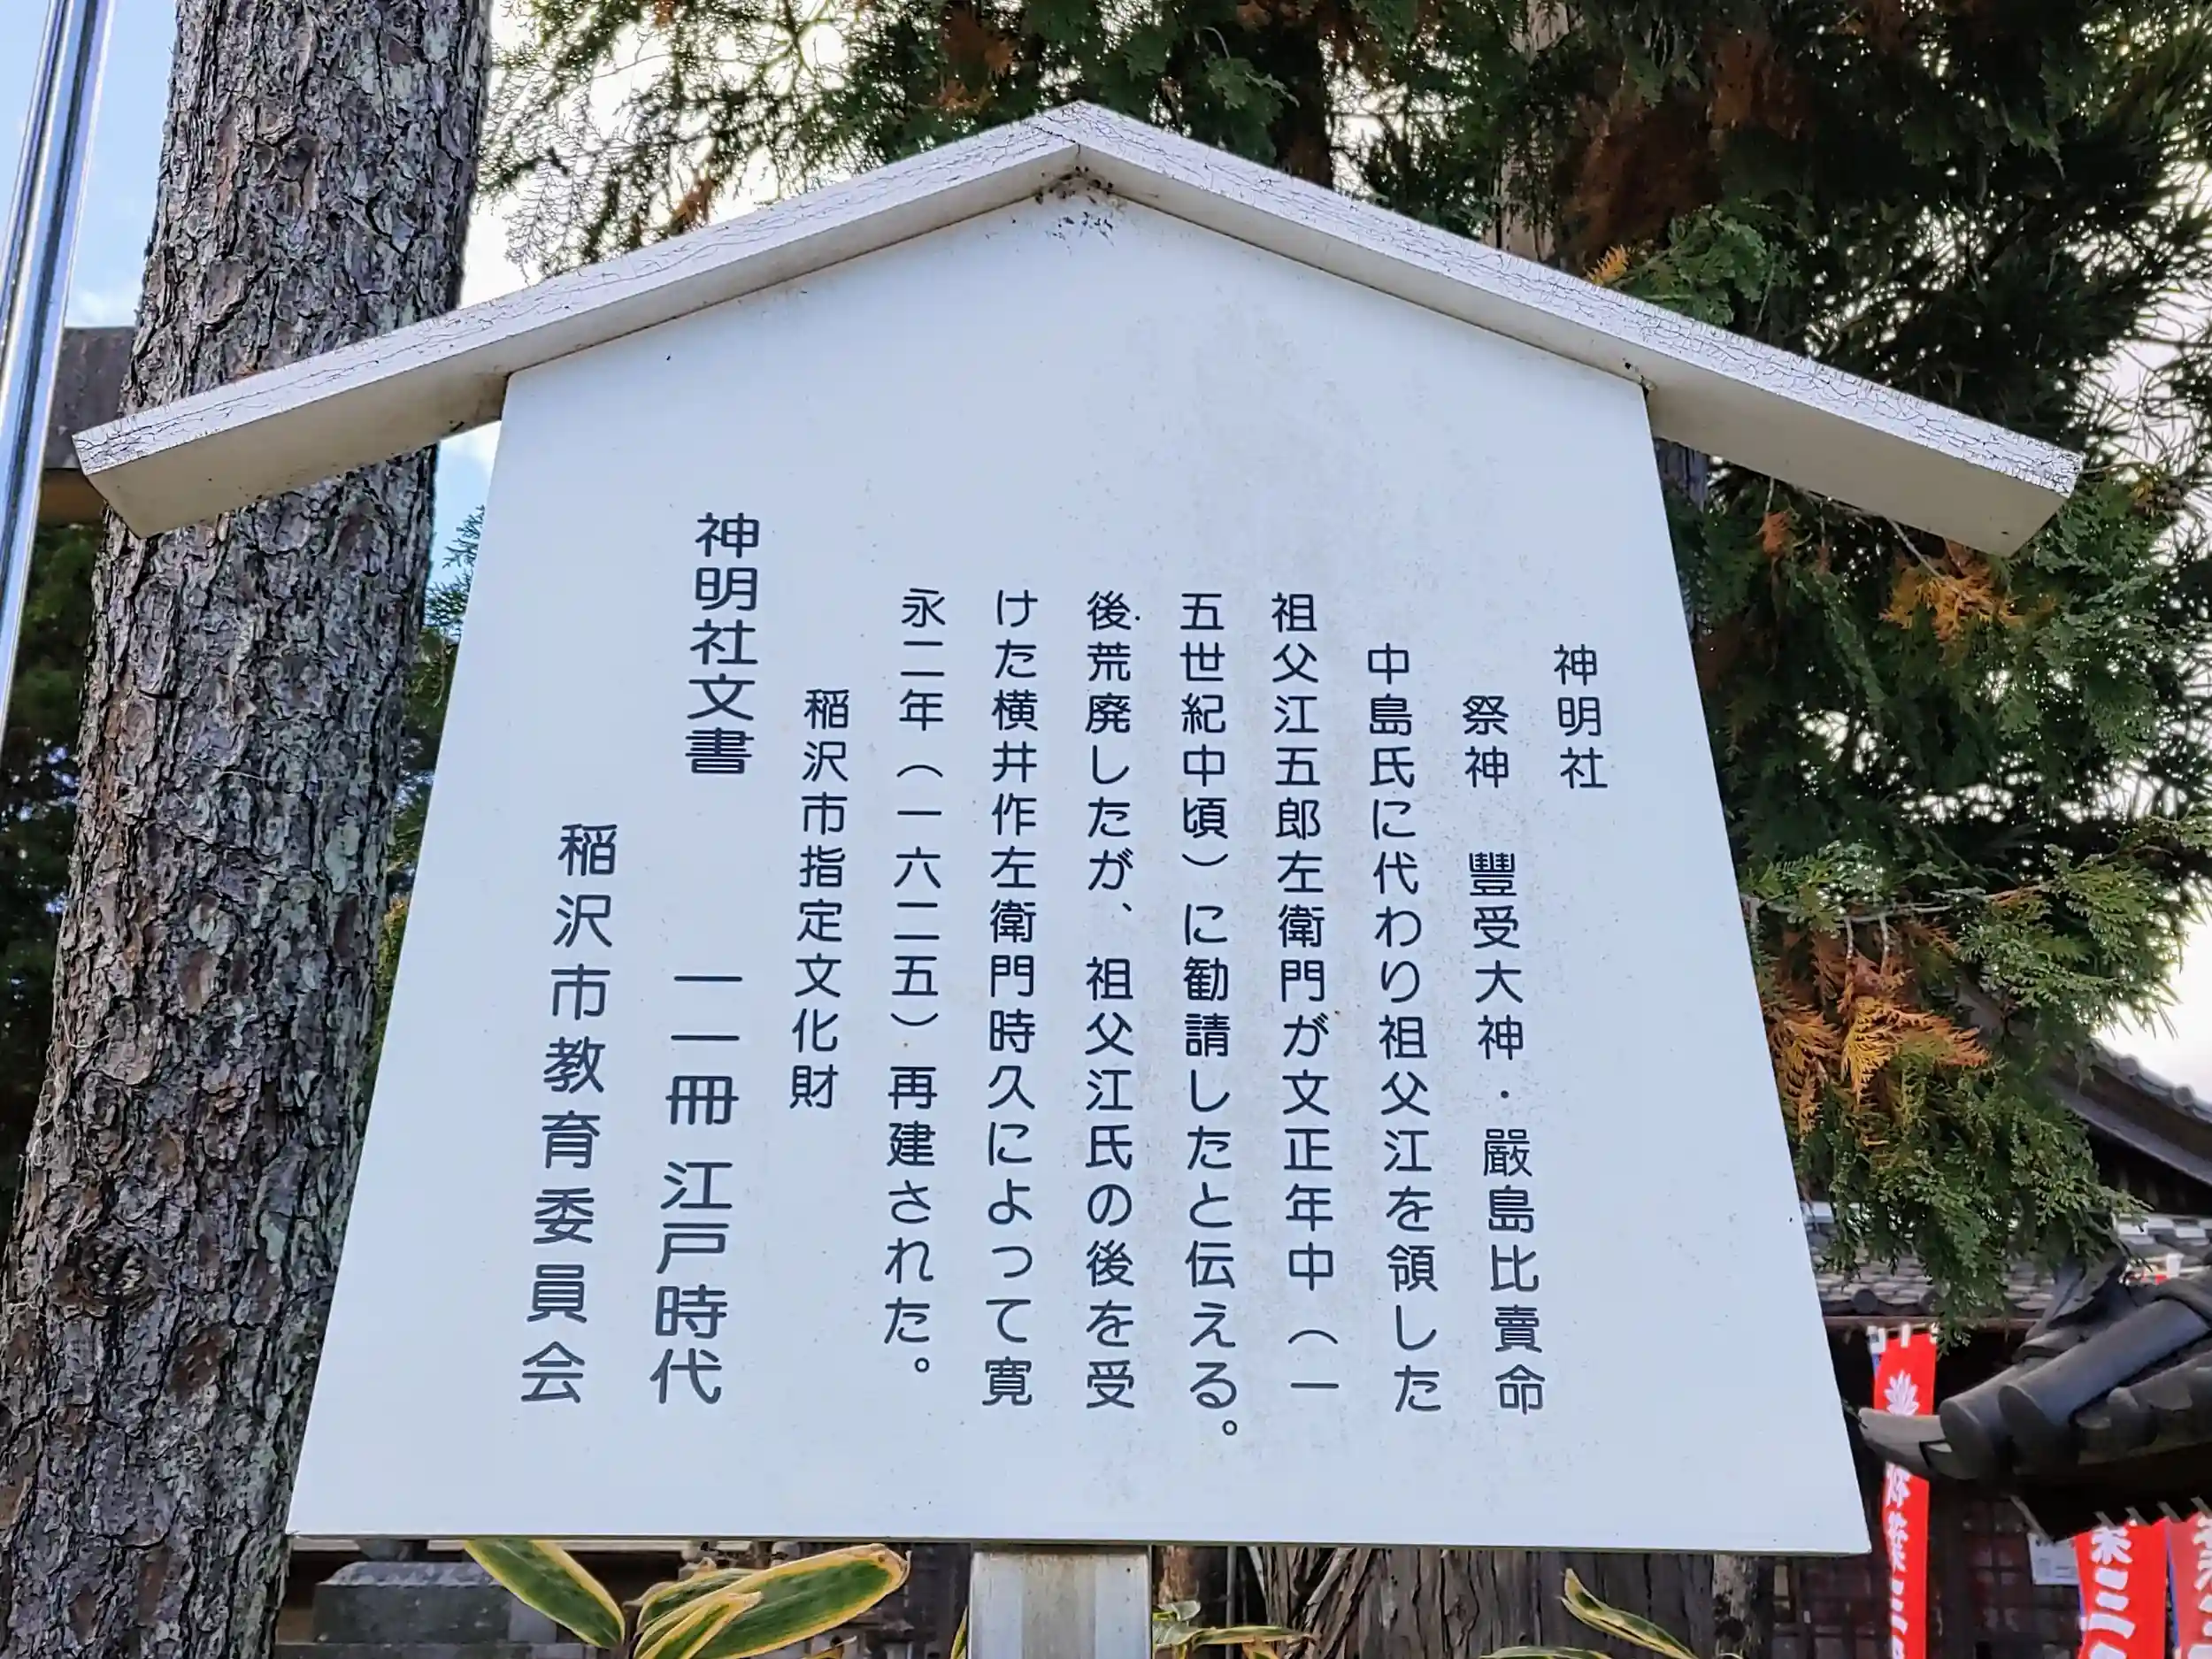 神明社
祭神　豐受大神・嚴島比賣命
中島氏に代わり祖父江を領した
祖父江五郎左衛門が文正年中（一
五世紀中頃）に勧請したと伝える。
後荒廃したが、祖父江氏の後を受
けた横井作左衛門時久によって寛
永二年（一六二五）再建された。
稲沢市指定文化財
神明社文書　一一冊 江戸時代
稲沢市教育委員会